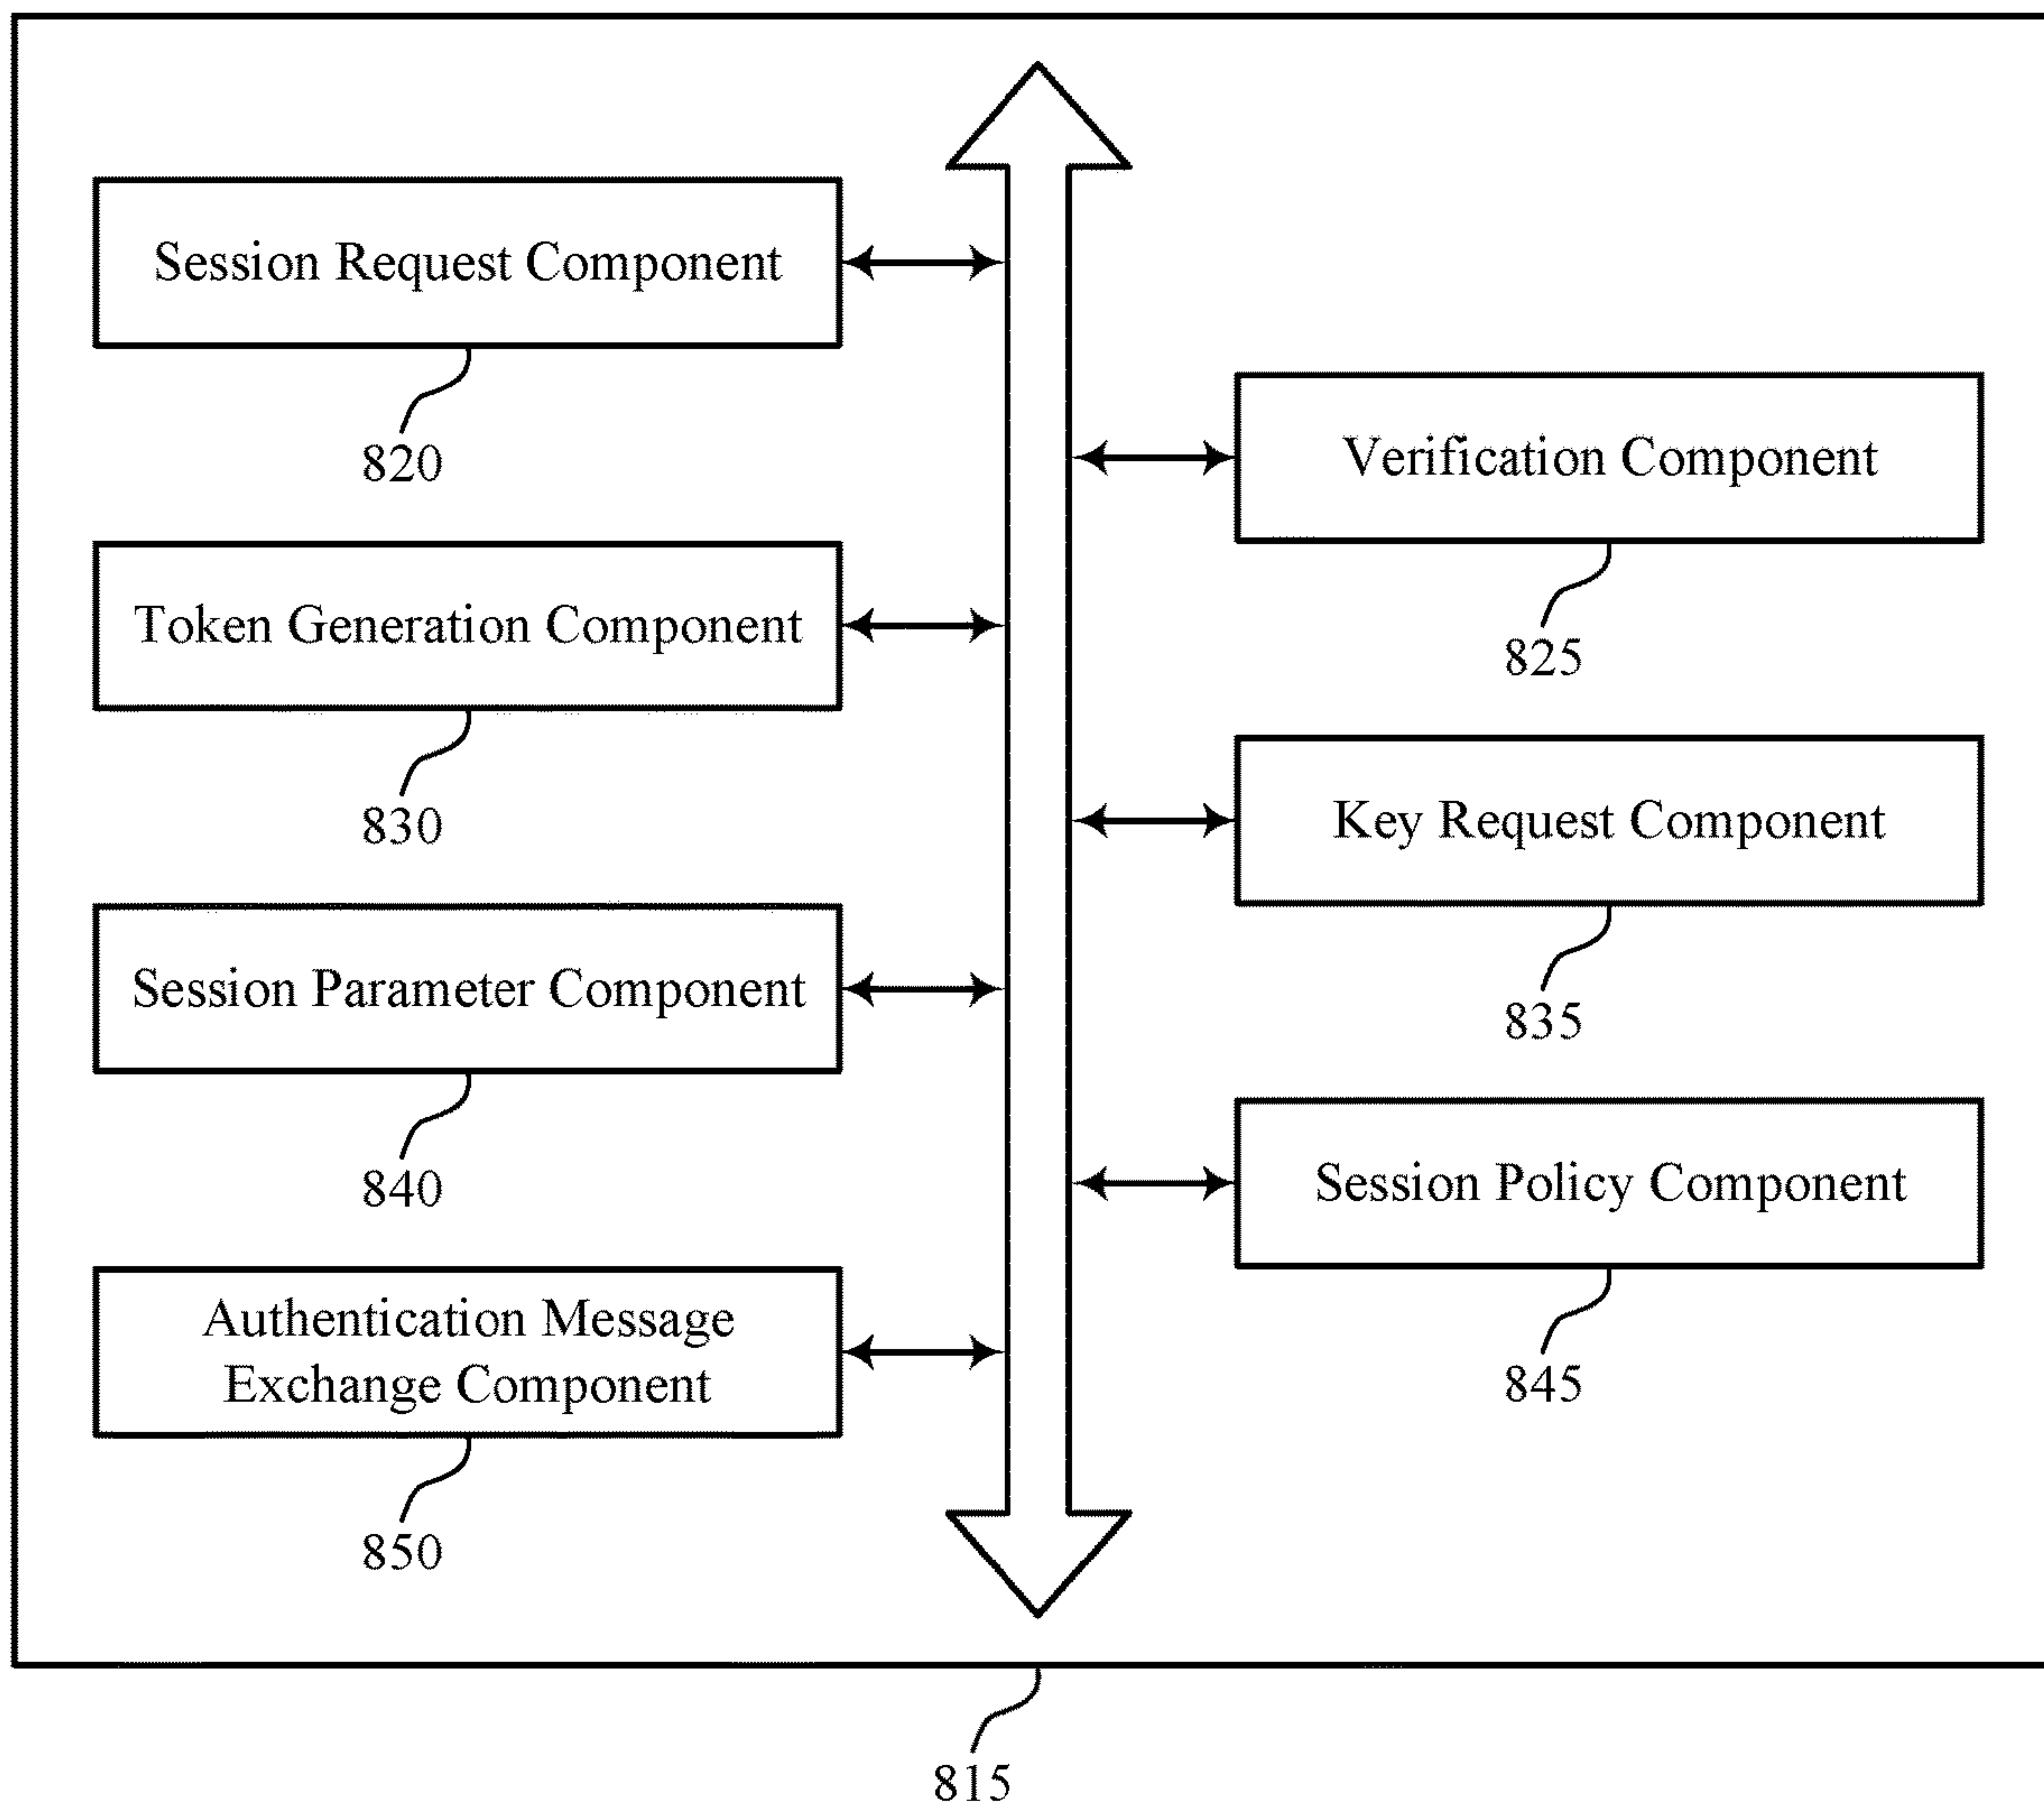 Session Request Component
820
Verification Component
825
Token Generation Component
830
Key Request Component
835
Session Parameter Component
840
Session Policy Component
845
Authentication Message
Exchange Component
850
815